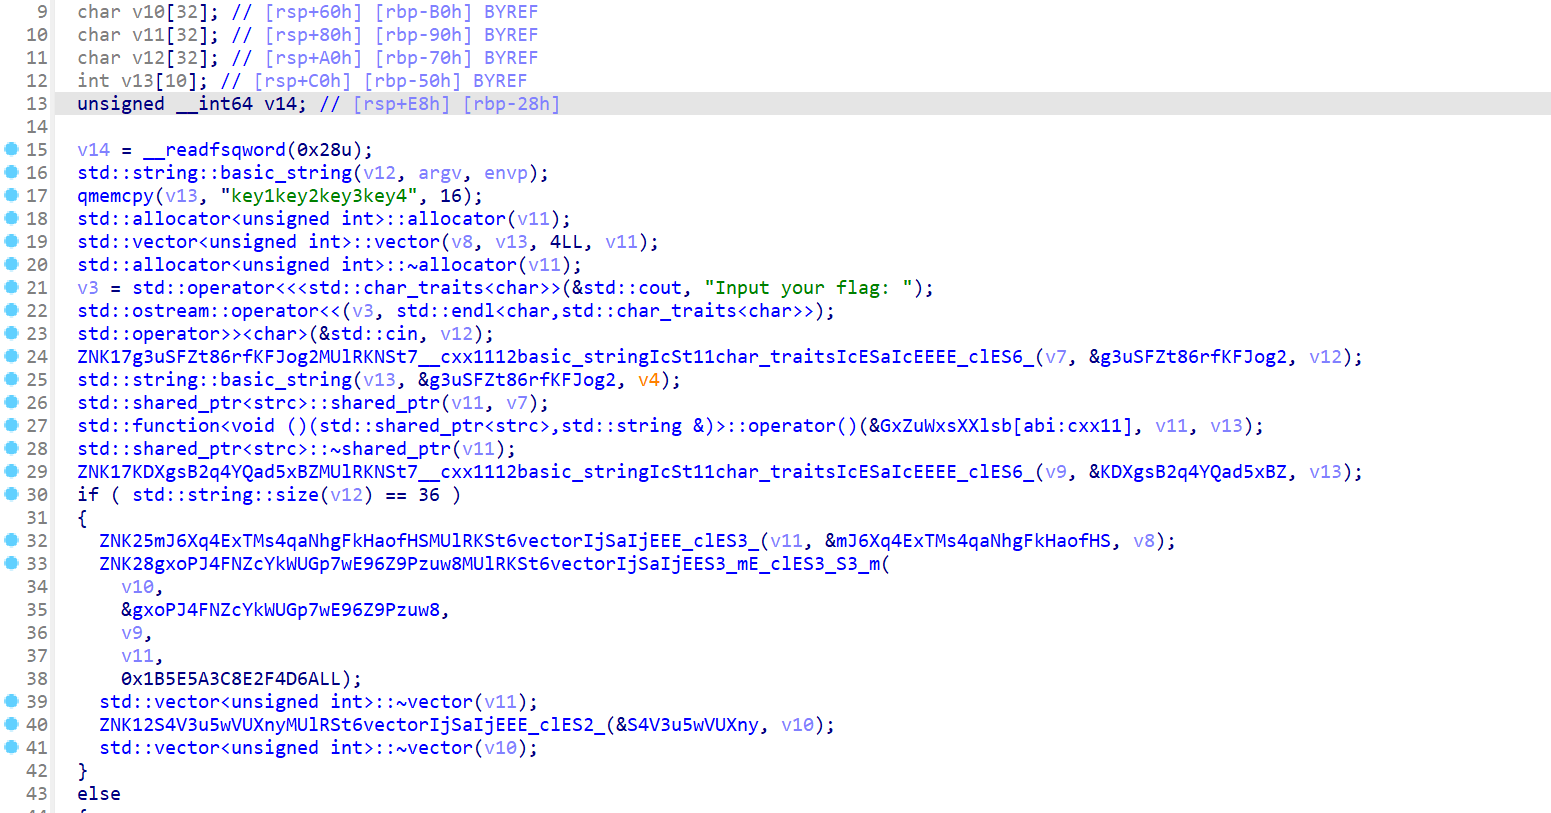 9 char v10[32]; // [rsp+60h] [rbp-B0h] BYREF
10 char v11[32]; // [rsp+80h] [rbp-90h] BYREF
11 char v12[32]; // [rsp+A0h] [rbp-70h] BYREF
12 int v13[10]; // [rsp+C0h] [rbp-50h] BYREF
13 unsigned __int64 v14; // [rsp+E8h] [rbp-28h]
14
15 v14 = __readfsqword(0x28u);
16 std::string::basic_string(v12, argv, envp);
17 qmemcpy(v13, "key1key2key3key4", 16);
18 std::allocator<unsigned int>::allocator(v11);
19 std::vector<unsigned int>::vector(v8, v13, 4LL, v11);
20 std::allocator<unsigned int>::~allocator(v11);
21 v3 = std::operator<<<std::char_traits<char>>(&std::cout, "Input your flag: ");
22 std::ostream::operator<<(v3, std::endl<char,std::char_traits<char>>);
23 std::operator>><char>(&std::cin, v12);
24 ZNK17g3uSFZt86rfKFJog2MUlRKNSt7__cxx1112basic_stringIcSt11char_traitsIcESaIcEEEE_clES6_(v7, &g3uSFZt86rfKFJog2, v12);
25 std::string::basic_string(v13, &g3uSFZt86rfKFJog2, v4);
26 std::shared_ptr<strc>::shared_ptr(v11, v7);
27 std::function<void ()(std::shared_ptr<strc>,std::string &)>::operator()(&GxZuWxsXXlsb[abi:cxx11], v11, v13);
28 std::shared_ptr<strc>::~shared_ptr(v11);
29 ZNK17KDXgsB2q4YQad5xBZMUlRKNSt7__cxx1112basic_stringIcSt11char_traitsIcESaIcEEEE_clES6_(v9, &KDXgsB2q4YQad5xBZ, v13);
30 if ( std::string::size(v12) == 36 )
31 {
32 ZNK25mJ6Xq4ExTMs4qaNhgFkHaofHSMUlRKSt6vectorIjSaIjEEE_clES3_(v11, &mJ6Xq4ExTMs4qaNhgFkHaofHS, v8);
33 ZNK28gxoPJ4FNZcYkWUGp7wE96Z9Pzuw8MUlRKSt6vectorIjSaIjEES3_mE_clES3_S3_m(
34 v10,
35 &gxoPJ4FNZcYkWUGp7wE96Z9Pzuw8,
36 v9,
37 v11,
38 0x1B5E5A3C8E2F4D6ALL);
39 std::vector<unsigned int>::~vector(v11);
40 ZNK12S4V3u5wVUXnyMUlRSt6vectorIjSaIjEEE_clES2_(&S4V3u5wVUXny, v10);
41 std::vector<unsigned int>::~vector(v10);
42 }
43 else